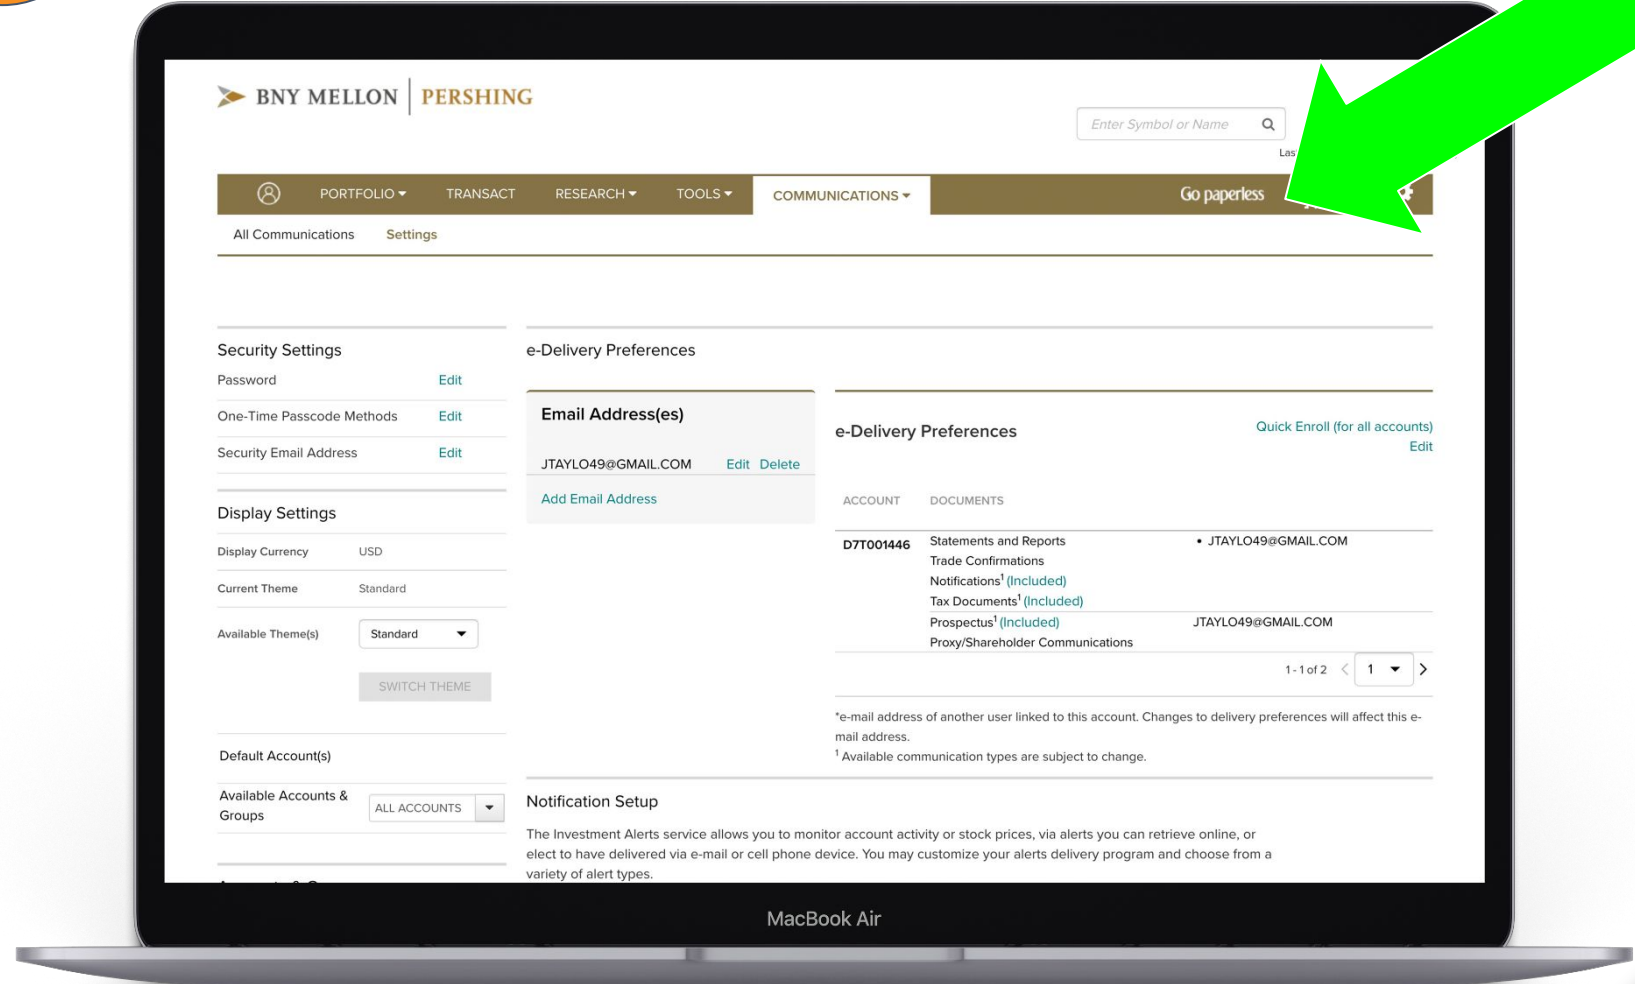 BNY MELLON | PERSHING
Enter Symbol or Name
PORTFOLIO TRANSACT RESEARCH TOOLS COMMUNICATIONS Go paperless
All Communications Settings
Security Settings
Password Edit
One-Time Passcode Methods Edit
Security Email Address Edit
Display Settings
Display Currency USD
Current Theme Standard
Available Theme(s) Standard
SWITCH THEME
Default Account(s)
Available Accounts &
Groups
ALL ACCOUNTS
e-Delivery Preferences
Email Address(es)
JTAYLO49@GMAIL.COM Edit Delete
Add Email Address
e-Delivery Preferences
Quick Enroll (for all accounts)
Edit
ACCOUNT DOCUMENTS
D7T001446 Statements and Reports • JTAYLO49@GMAIL.COM
Trade Confirmations
Notifications¹ (Included)
Tax Documents¹ (Included)
Prospectus¹ (Included) JTAYLO49@GMAIL.COM
Proxy/Shareholder Communications
1 - 1 of 2 < 1 >
*e-mail address of another user linked to this account. Changes to delivery preferences will affect this e-
mail address.
¹ Available communication types are subject to change.
Notification Setup
The Investment Alerts service allows you to monitor account activity or stock prices, via alerts you can retrieve online, or
elect to have delivered via e-mail or cell phone device. You may customize your alerts delivery program and choose from a
variety of alert types.
MacBook Air